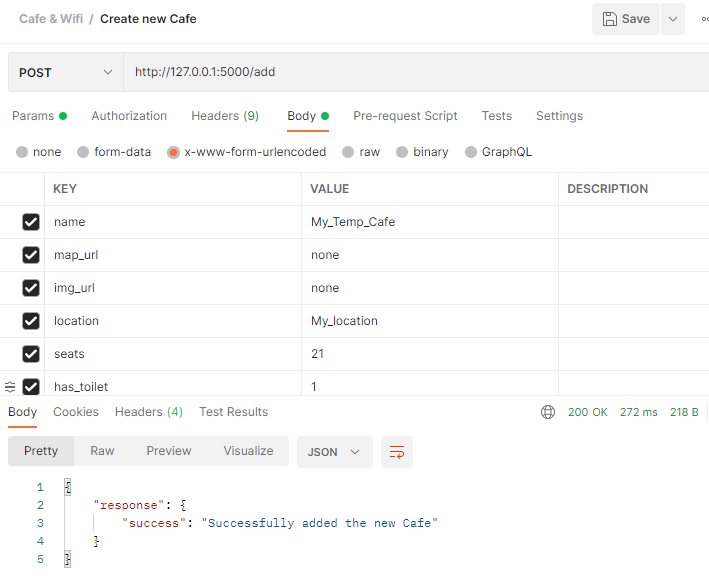 Cafe & Wifi / Create new Cafe
Save
POST http://127.0.0.1:5000/add
Params Authorization Headers (9) Body Pre-request Script Tests Settings
none form-data x-www-form-urlencoded raw binary GraphQL
KEY VALUE DESCRIPTION
name My_Temp_Cafe
map_url none
img_url none
location My_location
seats 21
has_toilet 1
Body Cookies Headers (4) Test Results 200 OK 272 ms 218 B
Pretty Raw Preview Visualize JSON
1 {
2 "response": {
3 "success": "Successfully added the new Cafe"
4 }
5 }